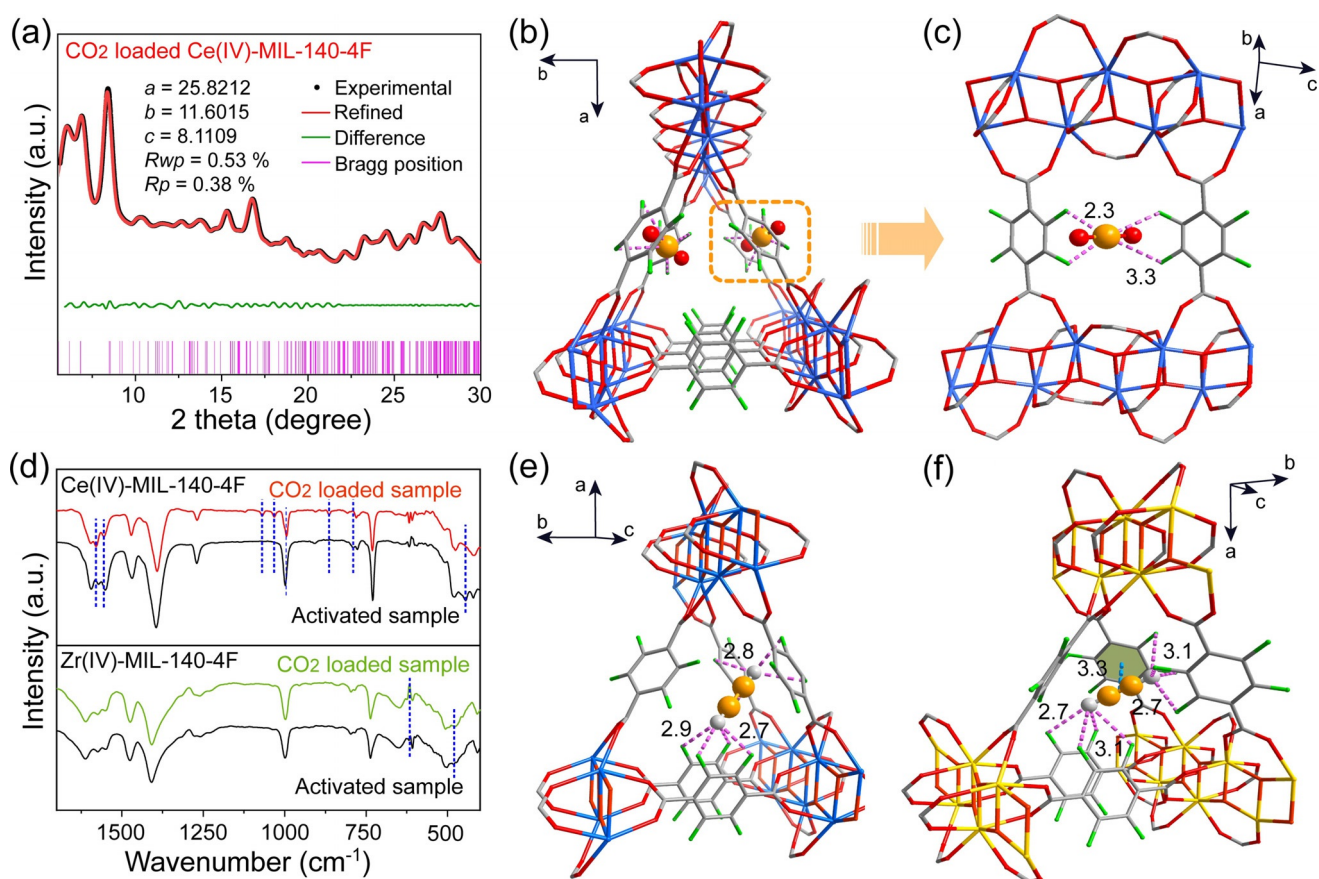 (a)
CO2 loaded Ce(IV)-MIL-140-4F
a = 25.8212
b = 11.6015
c = 8.1109
Rwp = 0.53 %
Rp = 0.38 %
Experimental
Refined
Difference
Bragg position
Intensity (a.u.)
10
15
20
25
30
2 theta (degree)
(b)
b
a
(c)
b
c
a
2.3
3.3
(d)
Ce(IV)-MIL-140-4F
CO2 loaded sample
Activated sample
Zr(IV)-MIL-140-4F
CO2 loaded sample
Activated sample
Intensity (a.u.)
1500
1250
1000
750
500
Wavenumber (cm-1)
(e)
a
b
c
2.8
2.9
2.7
(f)
b
c
a
3.1
3.3
2.7
2.7
3.1